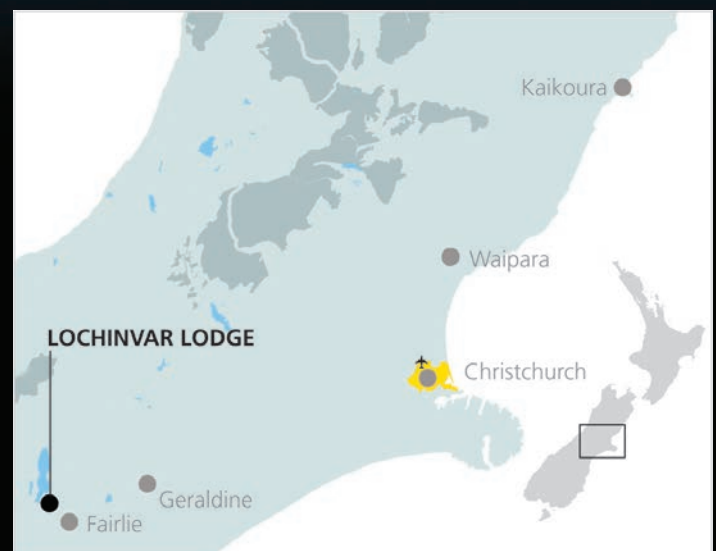 Kaikoura
Waipara
LOCHINVAR LODGE
Christchurch
Geraldine
Fairlie